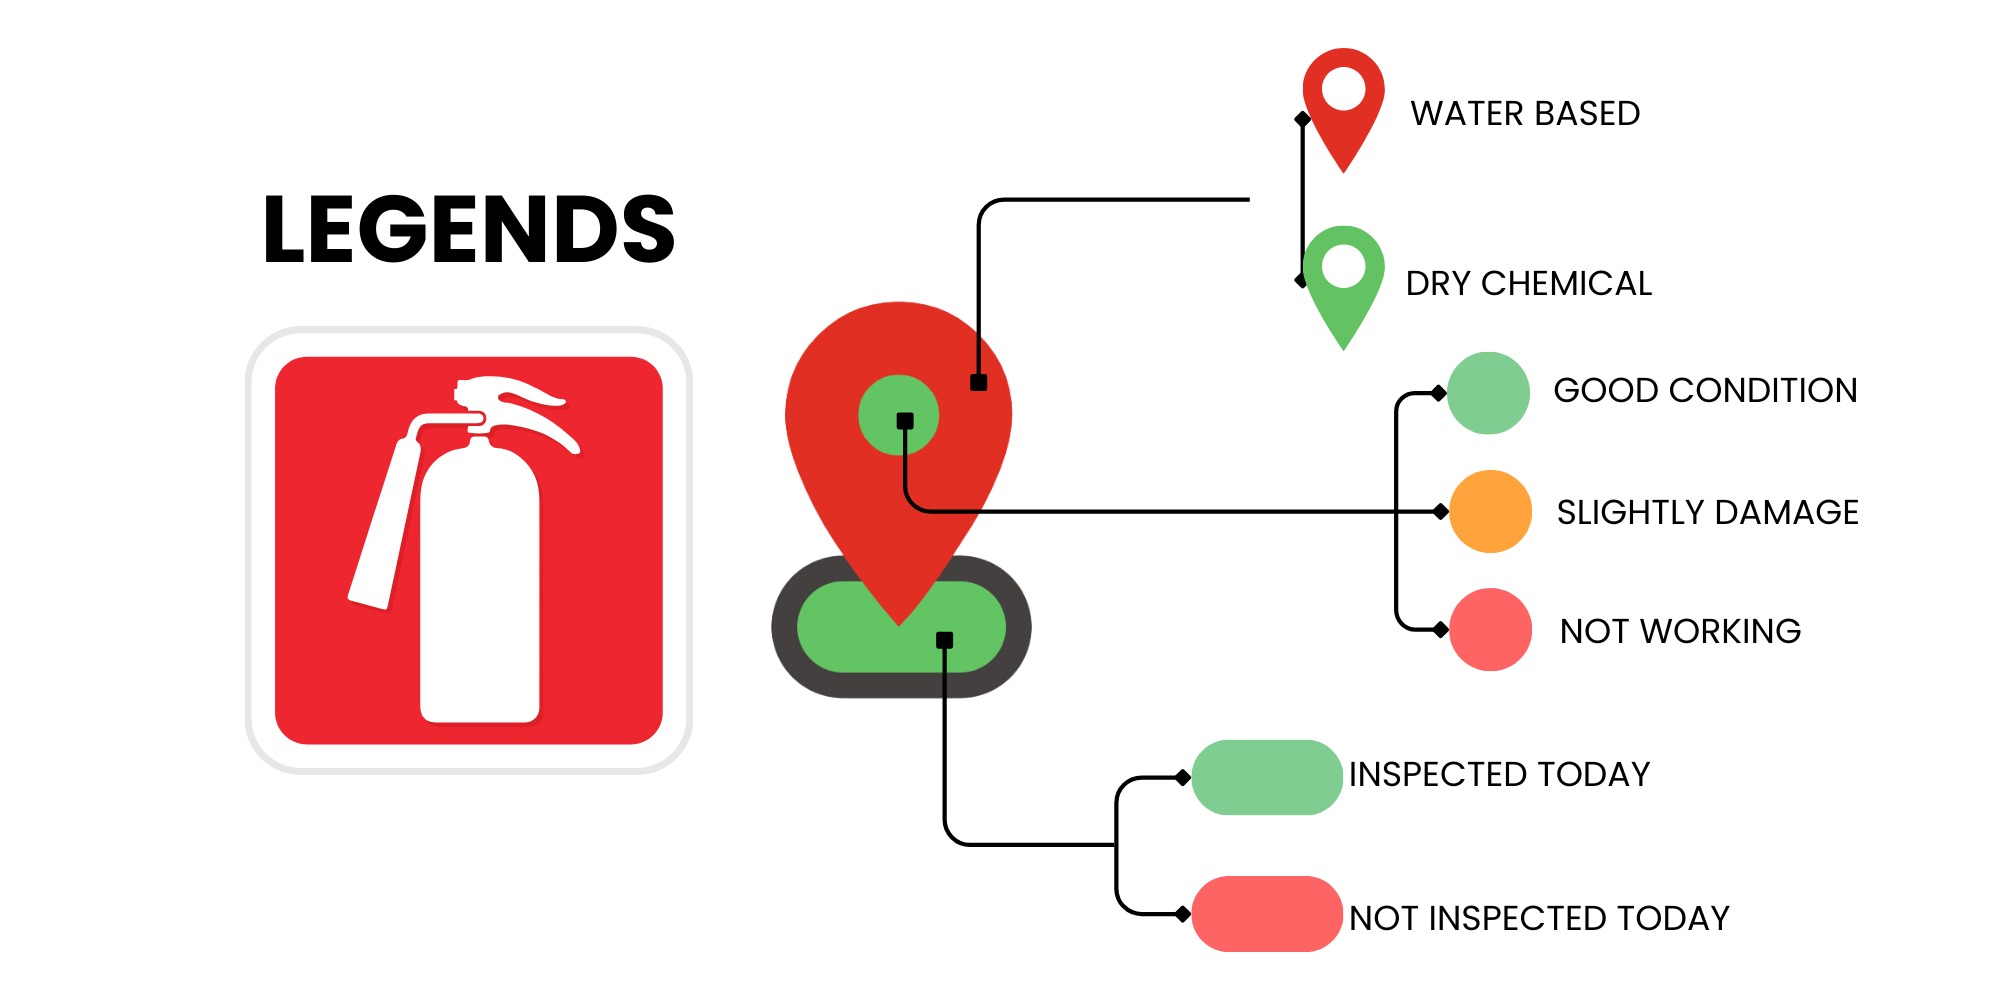 LEGENDS
WATER BASED
DRY CHEMICAL
GOOD CONDITION
SLIGHTLY DAMAGE
NOT WORKING
INSPECTED TODAY
NOT INSPECTED TODAY